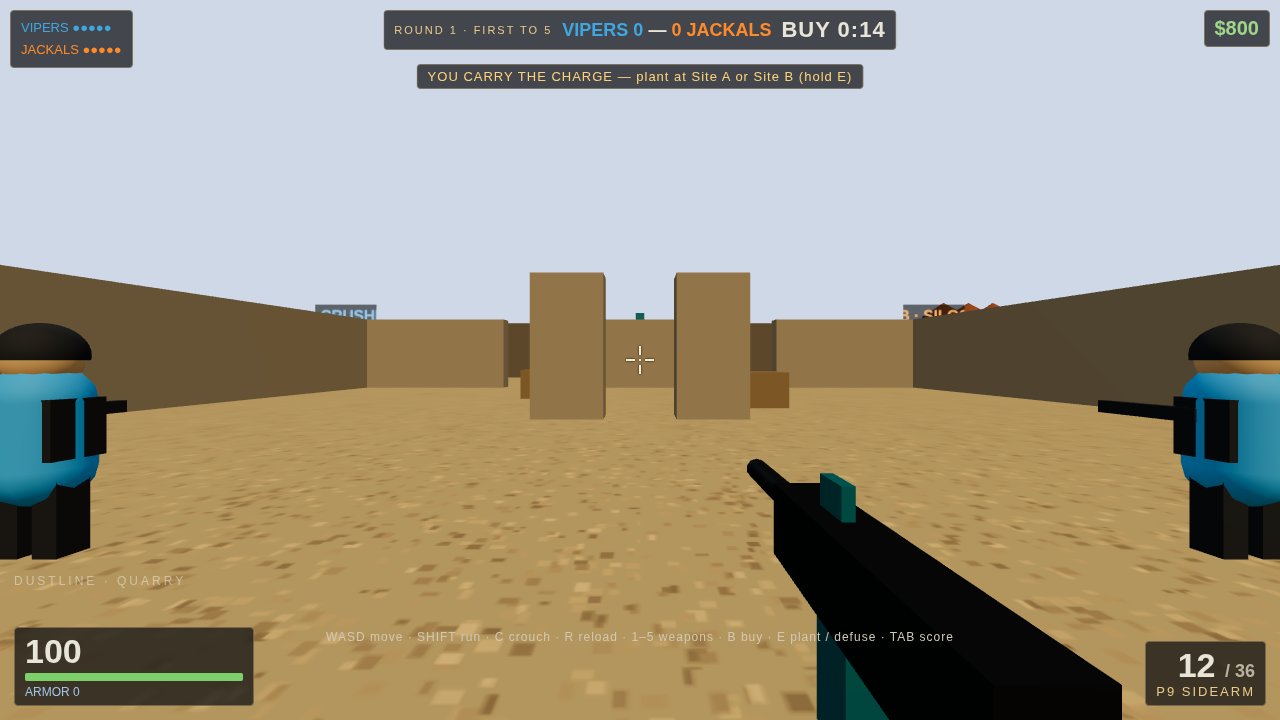 VIPERS ●●●●●
JACKALS ●●●●●
ROUND 1 · FIRST TO 5 VIPERS 0 — 0 JACKALS BUY 0:14
$800
YOU CARRY THE CHARGE — plant at Site A or Site B (hold E)
CRUSH
B · SILO
DUSTLINE · QUARRY
WASD move · SHIFT run · C crouch · R reload · 1–5 weapons · B buy · E plant / defuse · TAB score
100
ARMOR 0
12 / 36
P9 SIDEARM